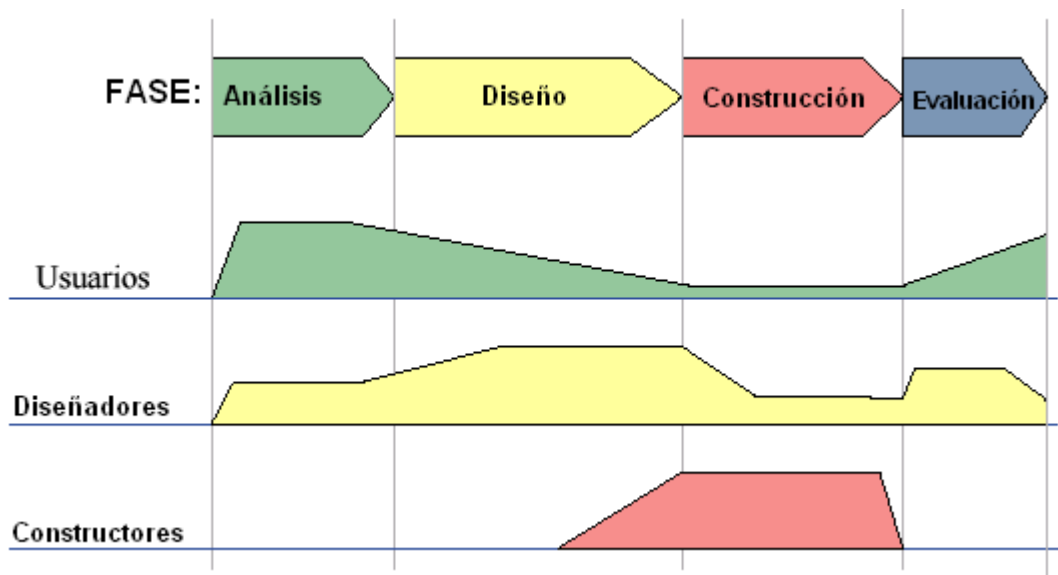 FASE: Análisis Diseño Construcción Evaluación
Usuarios
Diseñadores
Constructores